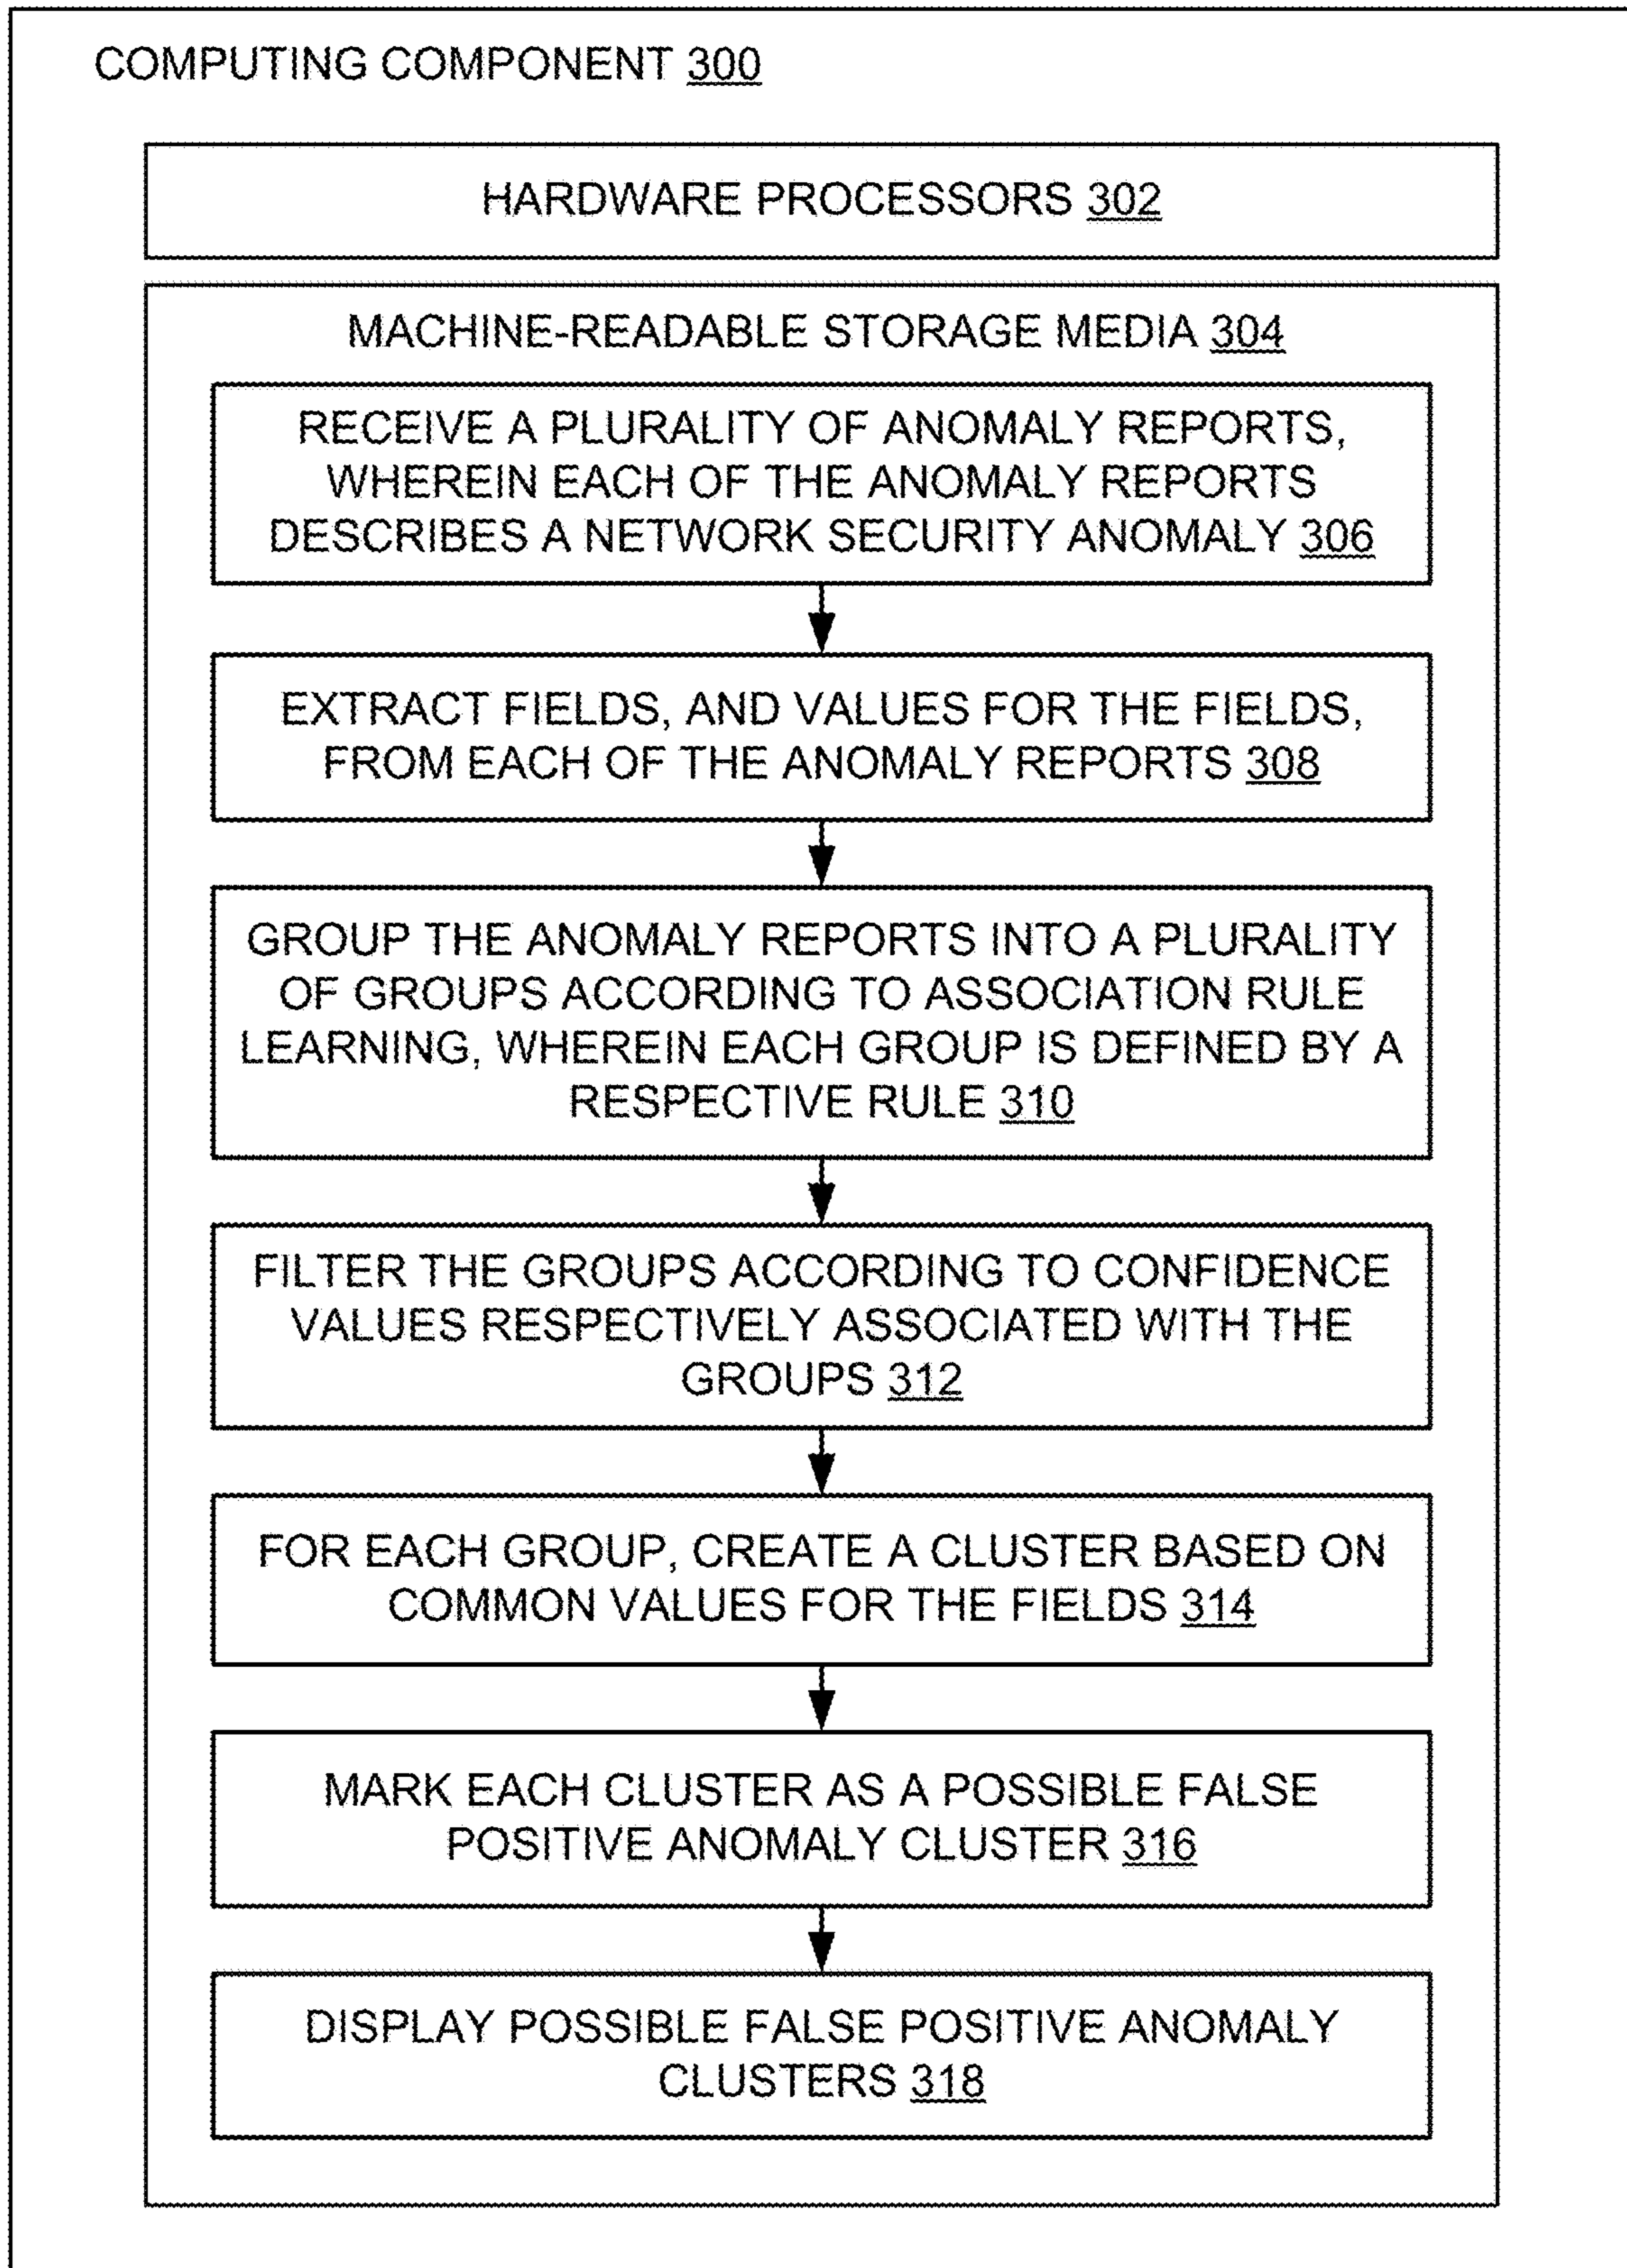 COMPUTING COMPONENT 300
HARDWARE PROCESSORS 302
MACHINE-READABLE STORAGE MEDIA 304
RECEIVE A PLURALITY OF ANOMALY REPORTS,
WHEREIN EACH OF THE ANOMALY REPORTS
DESCRIBES A NETWORK SECURITY ANOMALY 306
EXTRACT FIELDS, AND VALUES FOR THE FIELDS,
FROM EACH OF THE ANOMALY REPORTS 308
GROUP THE ANOMALY REPORTS INTO A PLURALITY
OF GROUPS ACCORDING TO ASSOCIATION RULE
LEARNING, WHEREIN EACH GROUP IS DEFINED BY A
RESPECTIVE RULE 310
FILTER THE GROUPS ACCORDING TO CONFIDENCE
VALUES RESPECTIVELY ASSOCIATED WITH THE
GROUPS 312
FOR EACH GROUP, CREATE A CLUSTER BASED ON
COMMON VALUES FOR THE FIELDS 314
MARK EACH CLUSTER AS A POSSIBLE FALSE
POSITIVE ANOMALY CLUSTER 316
DISPLAY POSSIBLE FALSE POSITIVE ANOMALY
CLUSTERS 318